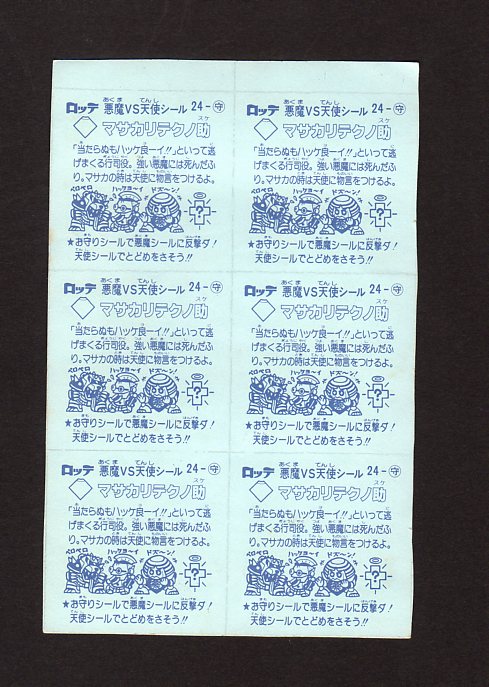 ロッテ 悪魔VS天使シール 24-守
マサカリテクノ助
「当たらぬもハッケ良ーイ!!」といって逃
げまくる行司役。強い悪魔には死んだふ
り。マサカの時は天使に物言をつけるよ。
ペロペロ ハッケヨ〜イ ドズ〜ン!
?
★お守りシールで悪魔シールに反撃ダ!
天使シールでとどめをさそう!!
ロッテ 悪魔VS天使シール 24-守
マサカリテクノ助
「当たらぬもハッケ良ーイ!!」といって逃
げまくる行司役。強い悪魔には死んだふ
り。マサカの時は天使に物言をつけるよ。
ペロペロ ハッケヨ〜イ ドズ〜ン!
?
★お守りシールで悪魔シールに反撃ダ!
天使シールでとどめをさそう!!
ロッテ 悪魔VS天使シール 24-守
マサカリテクノ助
「当たらぬもハッケ良ーイ!!」といって逃
げまくる行司役。強い悪魔には死んだふ
り。マサカの時は天使に物言をつけるよ。
ペロペロ ハッケヨ〜イ ドズ〜ン!
?
★お守りシールで悪魔シールに反撃ダ!
天使シールでとどめをさそう!!
ロッテ 悪魔VS天使シール 24-守
マサカリテクノ助
「当たらぬもハッケ良ーイ!!」といって逃
げまくる行司役。強い悪魔には死んだふ
り。マサカの時は天使に物言をつけるよ。
ペロペロ ハッケヨ〜イ ドズ〜ン!
?
★お守りシールで悪魔シールに反撃ダ!
天使シールでとどめをさそう!!
ロッテ 悪魔VS天使シール 24-守
マサカリテクノ助
「当たらぬもハッケ良ーイ!!」といって逃
げまくる行司役。強い悪魔には死んだふ
り。マサカの時は天使に物言をつけるよ。
ペロペロ ハッケヨ〜イ ドズ〜ン!
?
★お守りシールで悪魔シールに反撃ダ!
天使シールでとどめをさそう!!
ロッテ 悪魔VS天使シール 24-守
マサカリテクノ助
「当たらぬもハッケ良ーイ!!」といって逃
げまくる行司役。強い悪魔には死んだふ
り。マサカの時は天使に物言をつけるよ。
ペロペロ ハッケヨ〜イ ドズ〜ン!
?
★お守りシールで悪魔シールに反撃ダ!
天使シールでとどめをさそう!!